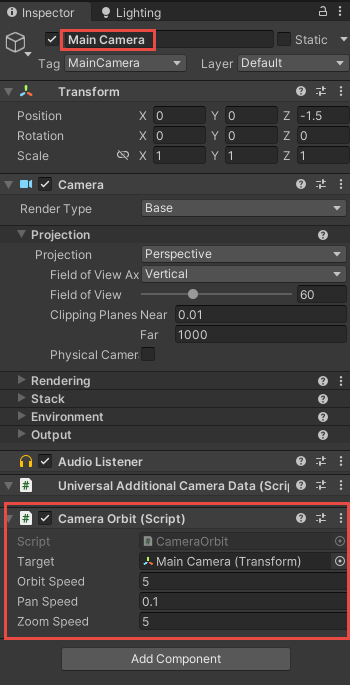 Inspector Lighting
Main Camera Static
Tag MainCamera Layer Default
Transform
Position X 0 Y 0 Z -1.5
Rotation X 0 Y 0 Z 0
Scale X 1 Y 1 Z 1
Camera
Render Type Base
Projection
Projection Perspective
Field of View Ax Vertical
Field of View 60
Clipping Planes Near 0.01
Far 1000
Physical Camer
Rendering
Stack
Environment
Output
Audio Listener
Universal Additional Camera Data (Scri
# Camera Orbit (Script)
Script # CameraOrbit
Target Main Camera (Transform)
Orbit Speed 5
Pan Speed 0.1
Zoom Speed 5
Add Component